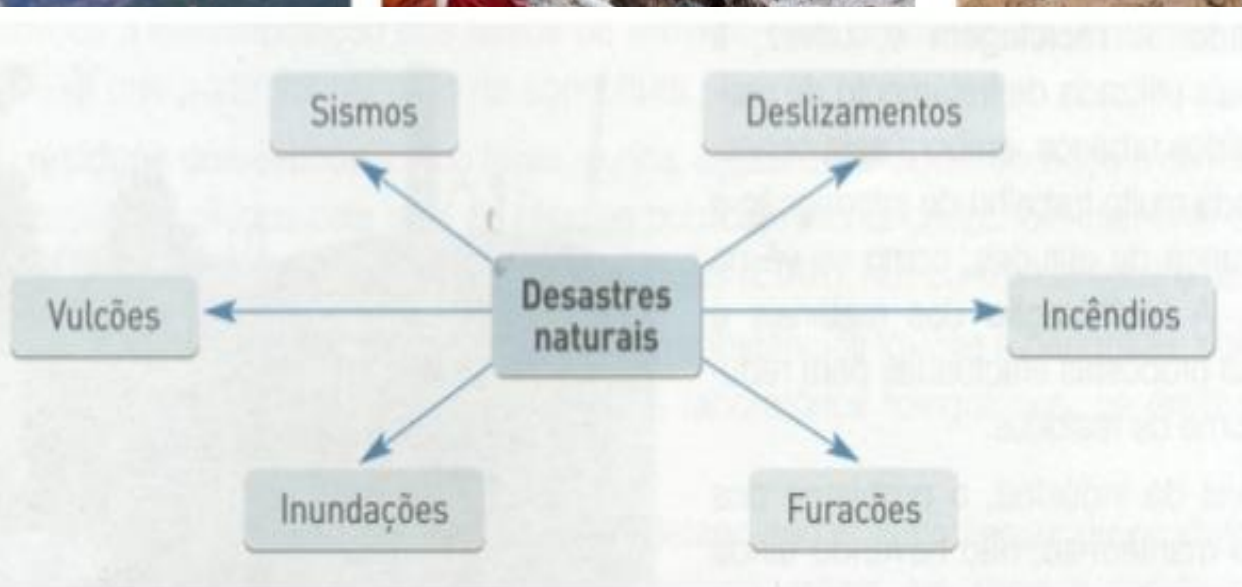 Sismos
Deslizamentos
Vulcões
Desastres
naturais
Incêndios
Inundações
Furacões